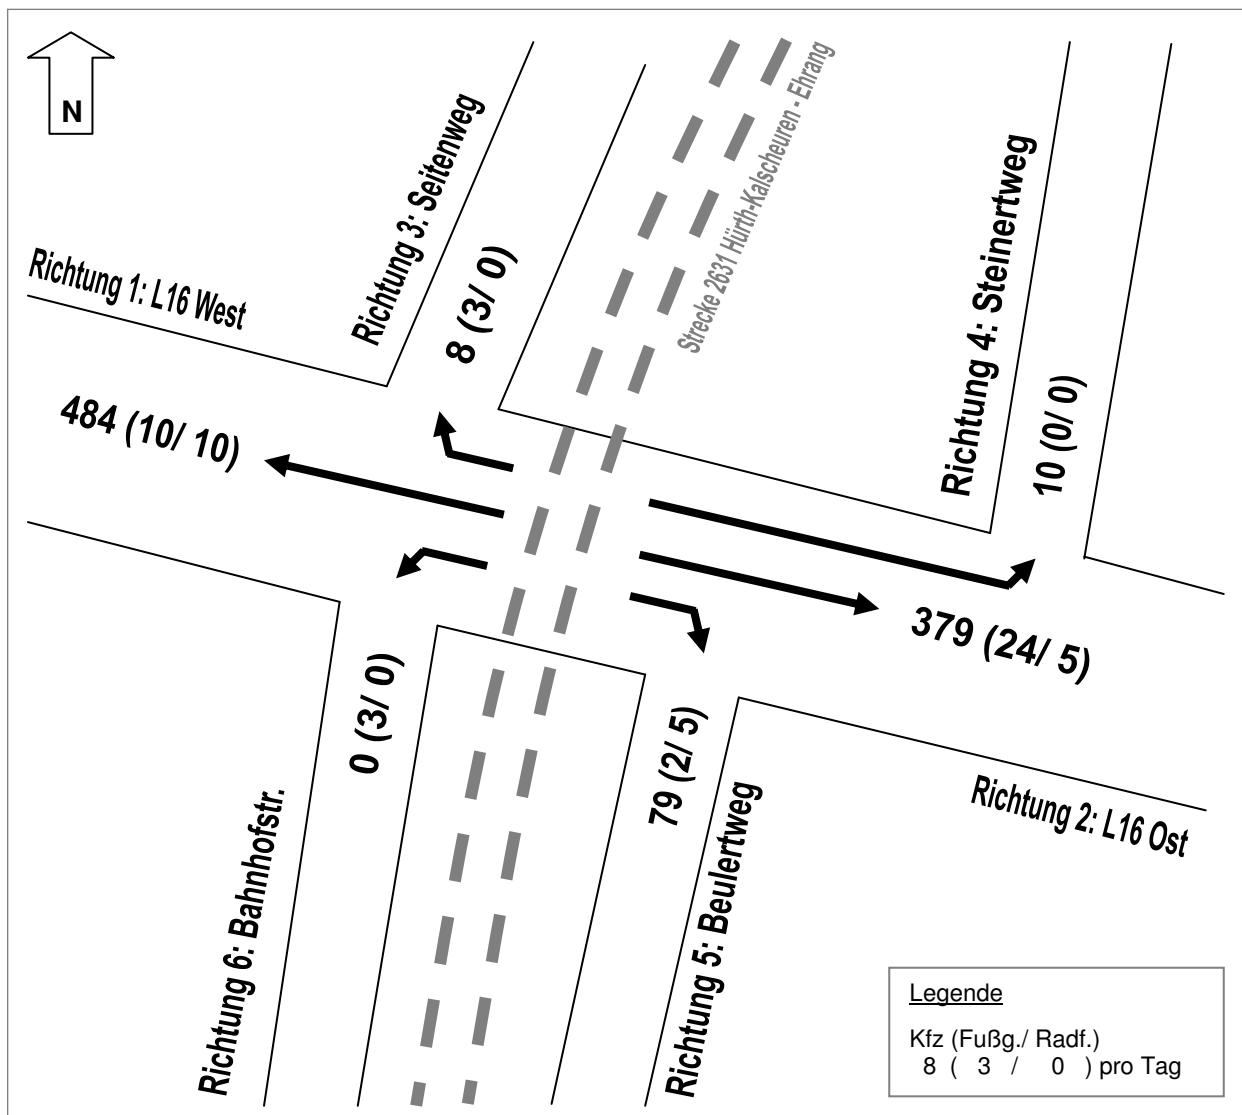 N
Richtung 3: Seitenweg
Strecke 2631 Hürth-Kalscheuren - Ehrang
Richtung 4: Steinertweg
Richtung 1: L16 West
8 (3/ 0)
484 (10/ 10)
10 (0/ 0)
379 (24/ 5)
0 (3/ 0)
79 (2/ 5)
Richtung 2: L16 Ost
Richtung 6: Bahnhofstr.
Richtung 5: Beulertweg
Legende
Kfz (Fußg./ Radf.)
8 ( 3 / 0 ) pro Tag